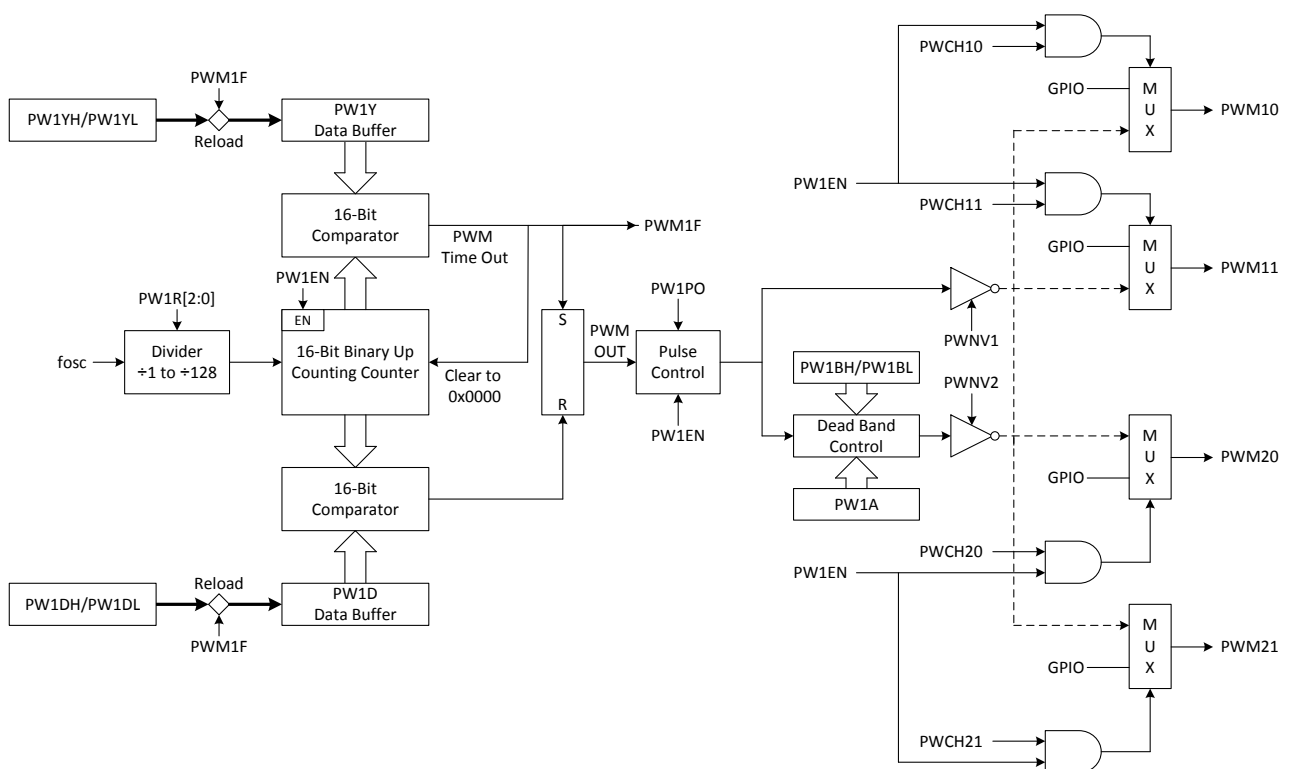 PW1YH/PW1YL
PWM1F
Reload
PW1Y
Data Buffer
16-Bit
Comparator
PWM
Time Out
PWM1F
PW1R[2:0]
fosc
Divider
÷1 to ÷128
PW1EN
EN
16-Bit Binary Up
Counting Counter
Clear to
0x0000
S
R
PWM
OUT
PW1PO
Pulse
Control
PW1EN
16-Bit
Comparator
PW1DH/PW1DL
Reload
PWM1F
PW1D
Data Buffer
PW1BH/PW1BL
Dead Band
Control
PW1A
PWNV1
PWNV2
PWCH10
GPIO
M
U
X
PWM10
PW1EN
PWCH11
GPIO
M
U
X
PWM11
M
U
X
GPIO
PWM20
PWCH20
PW1EN
M
U
X
GPIO
PWM21
PWCH21